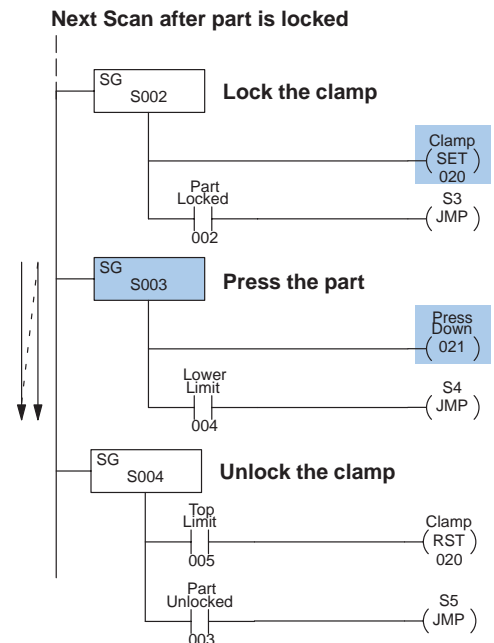 Next Scan after part is locked
SG
S002
Lock the clamp
Clamp
SET
020
Part
Locked
002
S3
JMP
SG
S003
Press the part
Press
Down
021
Lower
Limit
004
S4
JMP
SG
S004
Unlock the clamp
Top
Limit
005
Clamp
RST
020
Part
Unlocked
003
S5
JMP